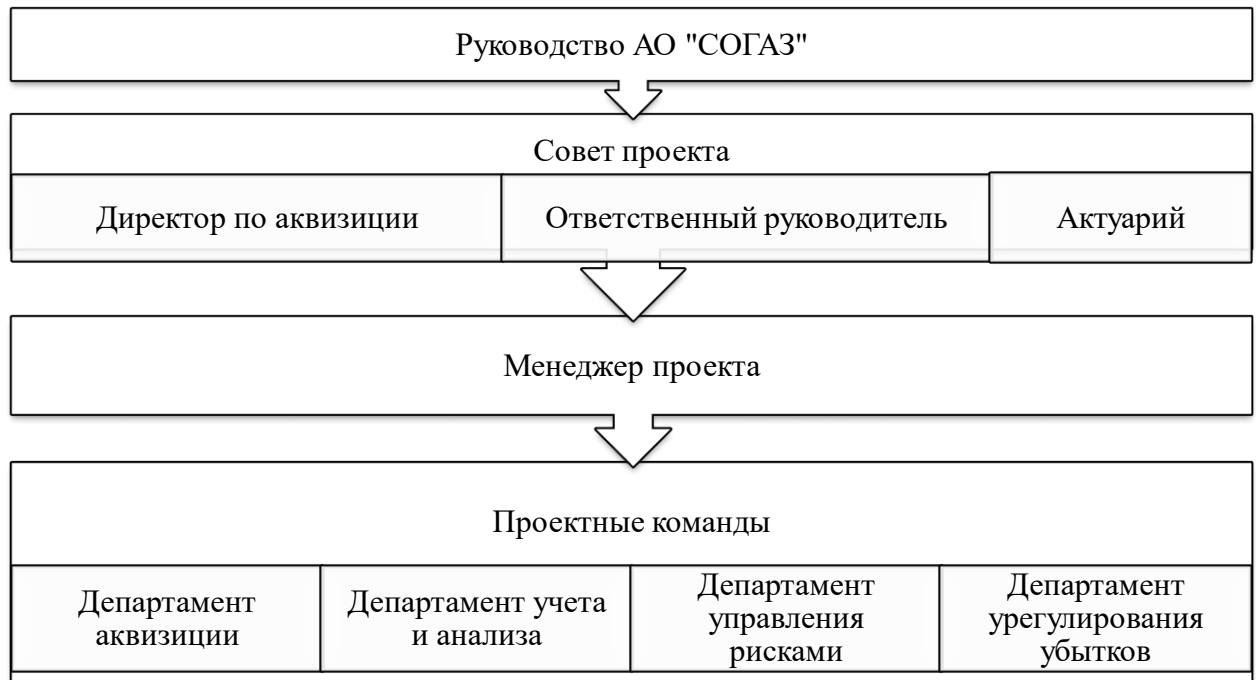 Руководство АО "СОГАЗ"
Совет проекта
Директор по аквизиции
Ответственный руководитель
Актуарий
Менеджер проекта
Проектные команды
Департамент
аквизиции
Департамент учета
и анализа
Департамент
управления
рисками
Департамент
урегулирования
убытков